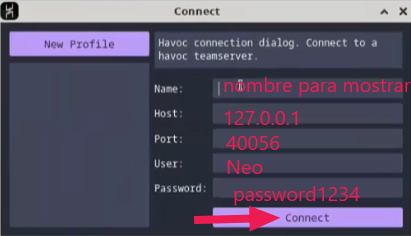 Connect
New Profile
Havoc connection dialog. Connect to a
havoc teamserver.
Name: nombre para mostrar
Host: 127.0.0.1
Port: 40056
User: Neo
Password: password1234
Connect